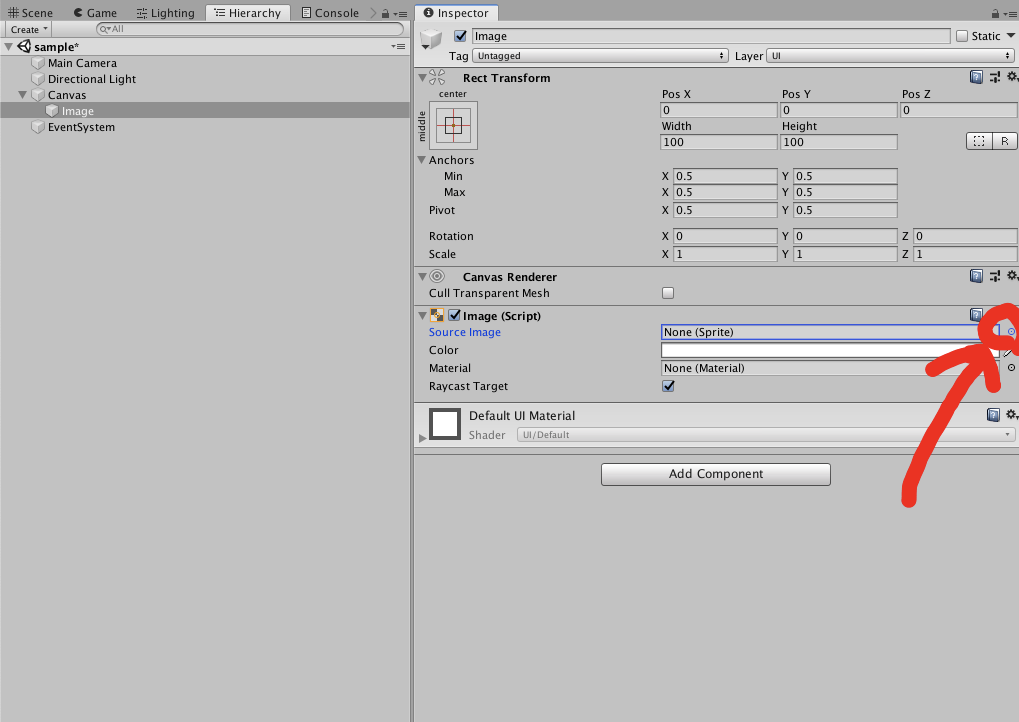 Scene Game Lighting Hierarchy Console
Create All
sample*
Main Camera
Directional Light
Canvas
Image
EventSystem
Inspector
Image Static
Tag Untagged Layer UI
Rect Transform
center Pos X Pos Y Pos Z
middle 0 0 0
Width Height
100 100 R
Anchors
Min X 0.5 Y 0.5
Max X 0.5 Y 0.5
Pivot X 0.5 Y 0.5
Rotation X 0 Y 0 Z 0
Scale X 1 Y 1 Z 1
Canvas Renderer
Cull Transparent Mesh
Image (Script)
Source Image None (Sprite)
Color
Material None (Material)
Raycast Target
Default UI Material
Shader UI/Default
Add Component